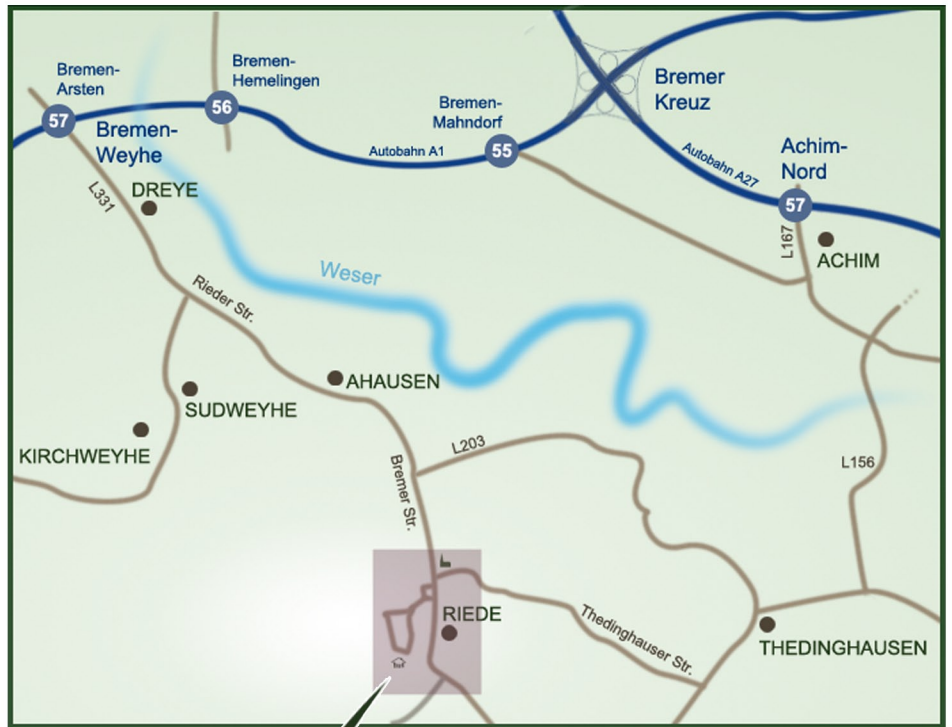 Bremen-
Arsten
57
Bremen-
Weyhe
Bremen-
Hemelingen
56
Bremen-
Mahndorf
55
Autobahn A1
Bremer
Kreuz
Autobahn A27
Achim-
Nord
57
L167
ACHIM
DREYE
L331
Weser
Rieder Str.
AHAUSEN
SUDWEYHE
KIRCHWEYHE
L203
Bremer Str.
L156
RIEDE
Thedinghauser Str.
THEDINGHAUSEN